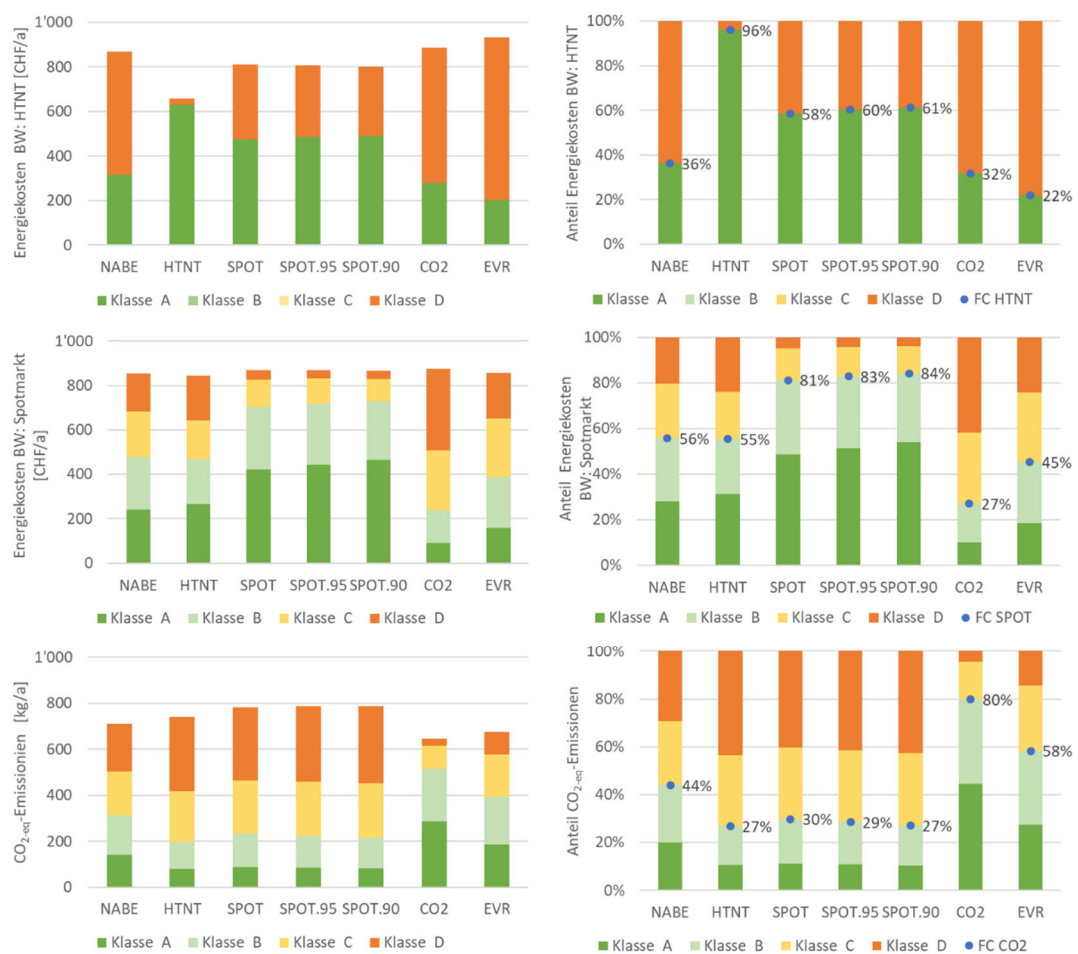 Energiekosten BW: HTNT [CHF/a]
1'000
800
600
400
200
0
NABE HTNT SPOT SPOT.95 SPOT.90 CO2 EVR
Klasse A Klasse B Klasse C Klasse D
Anteil Energiekosten BW: HTNT
100%
80%
60%
40%
20%
0%
36% 96% 58% 60% 61% 32% 22%
NABE HTNT SPOT SPOT.95 SPOT.90 CO2 EVR
Klasse A Klasse B Klasse C Klasse D FC HTNT
Energiekosten BW: Spotmarkt
[CHF/a]
1'000
800
600
400
200
0
NABE HTNT SPOT SPOT.95 SPOT.90 CO2 EVR
Klasse A Klasse B Klasse C Klasse D
Anteil Energiekosten
BW: Spotmarkt
100%
80%
60%
40%
20%
0%
56% 55% 81% 83% 84% 27% 45%
NABE HTNT SPOT SPOT.95 SPOT.90 CO2 EVR
Klasse A Klasse B Klasse C Klasse D FC SPOT
CO2-eq-Emissionien [kg/a]
1'000
800
600
400
200
0
NABE HTNT SPOT SPOT.95 SPOT.90 CO2 EVR
Klasse A Klasse B Klasse C Klasse D
Anteil CO2-eq-Emissionen
100%
80%
60%
40%
20%
0%
44% 27% 30% 29% 27% 80% 58%
NABE HTNT SPOT SPOT.95 SPOT.90 CO2 EVR
Klasse A Klasse B Klasse C Klasse D FC CO2